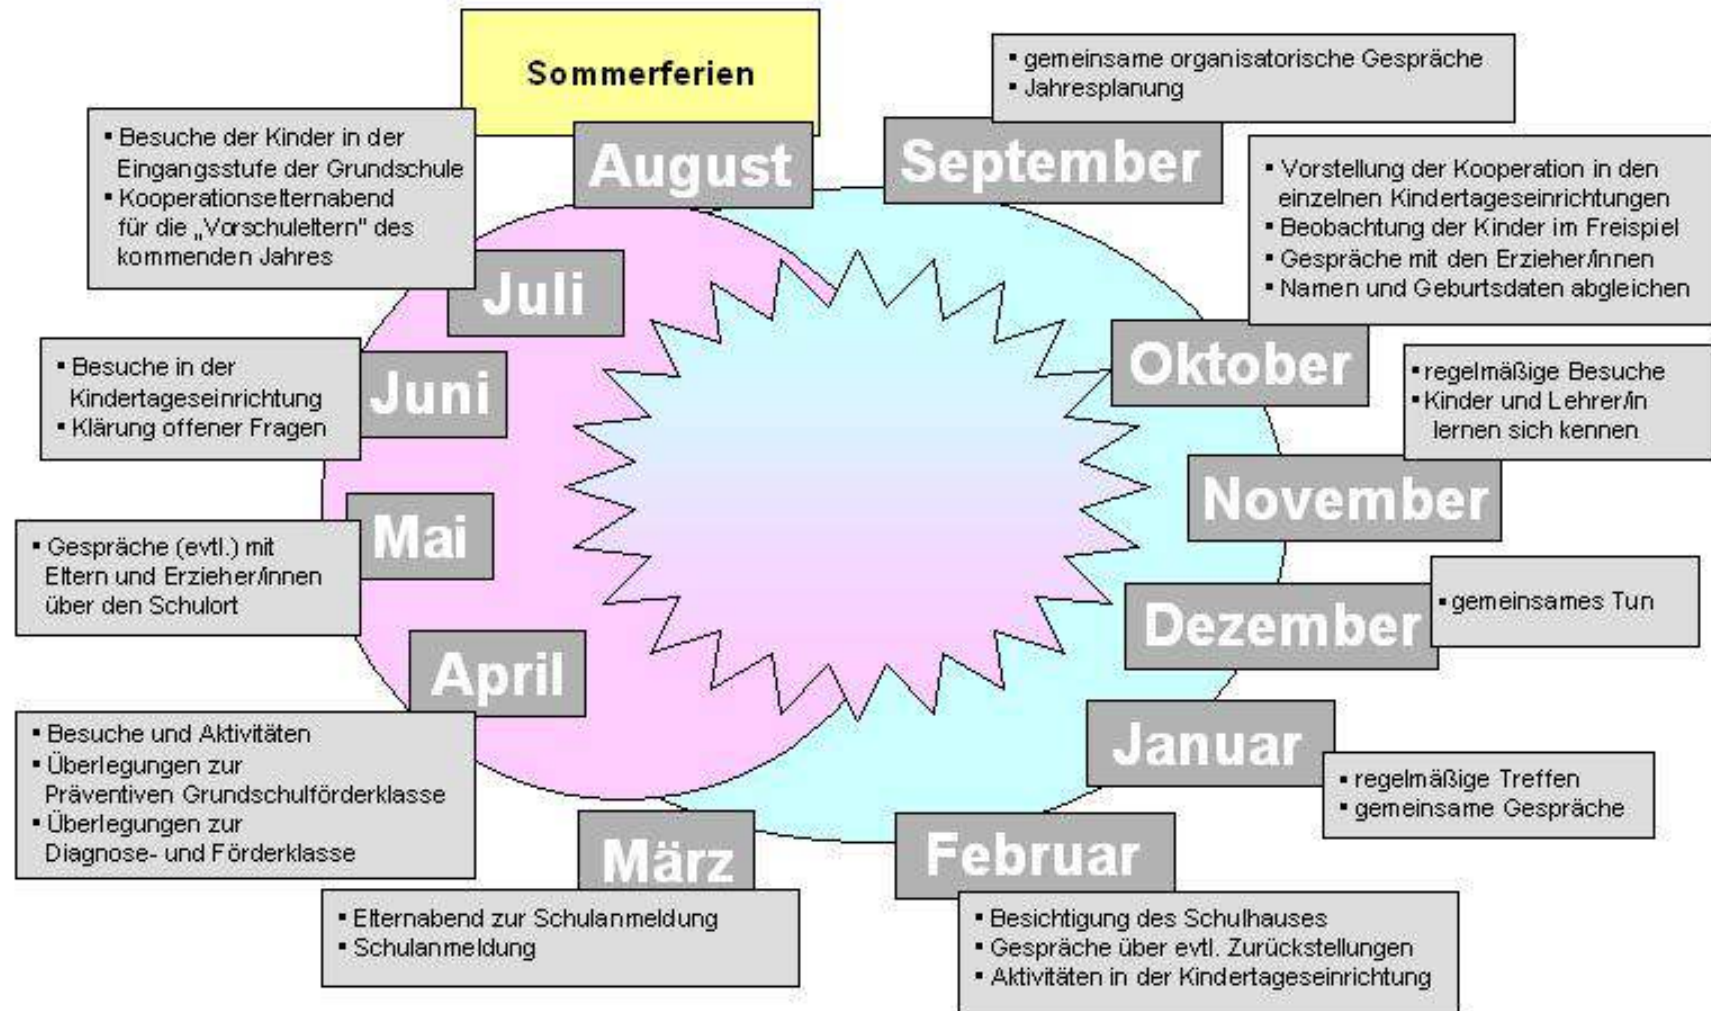 Sommerferien
August
September
▪ gemeinsame organisatorische Gespräche
▪ Jahresplanung
Oktober
▪ Vorstellung der Kooperation in den
einzelnen Kindertageseinrichtungen
▪ Beobachtung der Kinder im Freispiel
▪ Gespräche mit den Erzieher/innen
▪ Namen und Geburtsdaten abgleichen
November
▪ regelmäßige Besuche
▪ Kinder und Lehrer/in
lernen sich kennen
Dezember
▪ gemeinsames Tun
Januar
▪ regelmäßige Treffen
▪ gemeinsame Gespräche
Februar
▪ Besichtigung des Schulhauses
▪ Gespräche über evtl. Zurückstellungen
▪ Aktivitäten in der Kindertageseinrichtung
März
▪ Elternabend zur Schulanmeldung
▪ Schulanmeldung
April
▪ Besuche und Aktivitäten
▪ Überlegungen zur
Präventiven Grundschulförderklasse
▪ Überlegungen zur
Diagnose- und Förderklasse
Mai
▪ Gespräche (evtl.) mit
Eltern und Erzieher/innen
über den Schulort
Juni
▪ Besuche in der
Kindertageseinrichtung
▪ Klärung offener Fragen
Juli
▪ Besuche der Kinder in der
Eingangsstufe der Grundschule
▪ Kooperationselternabend
für die „Vorschuleltern" des
kommenden Jahres